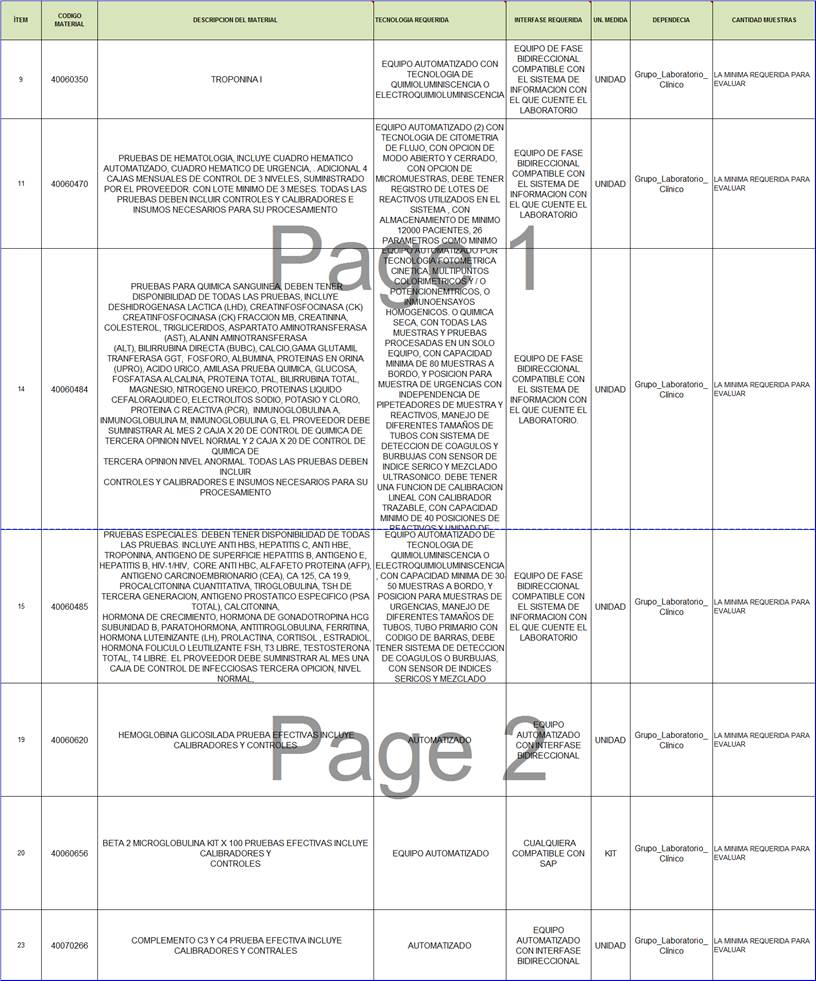 ÍTEM
CODIGO
MATERIAL
DESCRIPCION DEL MATERIAL
TECNOLOGIA REQUERIDA
INTERFASE REQUERIDA
UN. MEDIDA
DEPENDECIA
CANTIDAD MUESTRAS
9
40060350
TROPONINA I
EQUIPO AUTOMATIZADO CON
TECNOLOGIA DE
QUIMIOLUMINISCENCIA O
ELECTROQUIMIOLUMINISCENCIA
EQUIPO DE FASE
BIDIRECCIONAL
COMPATIBLE CON
EL SISTEMA DE
INFORMACION CON
EL QUE CUENTE EL
LABORATORIO
UNIDAD
Grupo_Laboratorio_
Clínico
LA MINIMA REQUERIDA PARA
EVALUAR
11
40060470
PRUEBAS DE HEMATOLOGIA, INCLUYE CUADRO HEMATICO
AUTOMATIZADO, CUADRO HEMATICO DE URGENCIA, . ADICIONAL 4
CAJAS MENSUALES DE CONTROL DE 3 NIVELES, SUMINISTRADO
POR EL PROVEEDOR. CON LOTE MINIMO DE 3 MESES. TODAS LAS
PRUEBAS DEBEN INCLUIR CONTROLES Y CALIBRADORES E
INSUMOS NECESARIOS PARA SU PROCESAMIENTO
EQUIPO AUTOMATIZADO (2) CON
TECNOLOGIA DE CITOMETRIA
DE FLUJO, CON OPCION DE
MODO ABIERTO Y CERRADO,
CON OPCION DE
MICROMUESTRAS, DEBE TENER
REGISTRO DE LOTES DE
REACTIVOS UTILIZADOS EN EL
SISTEMA , CON
ALMACENAMIENTO DE MINIMO
12000 PACIENTES, 26
PARAMETROS COMO MINIMO
EQUIPO DE FASE
BIDIRECCIONAL
COMPATIBLE CON
EL SISTEMA DE
INFORMACION CON
EL QUE CUENTE EL
LABORATORIO
UNIDAD
Grupo_Laboratorio_
Clínico
LA MINIMA REQUERIDA PARA
EVALUAR
Page 1
14
40060484
PRUEBAS PARA QUIMICA SANGUINEA, DEBEN TENER
DISPONIBILIDAD DE TODAS LAS PRUEBAS, INCLUYE
DESHIDROGENASA LACTICA (LHD), CREATINFOSFOCINASA (CK)
CREATINFOSFOCINASA (CK) FRACCION MB, CREATININA,
COLESTEROL, TRIGLICERIDOS, ASPARTATO AMINOTRANSFERASA
(AST), ALANIN AMINOTRANSFERASA
(ALT), BILIRRUBINA DIRECTA (BUBC), CALCIO,GAMA GLUTAMIL
TRANFERASA GGT, FOSFORO, ALBUMINA, PROTEINAS EN ORINA
(UPRO), ACIDO URICO, AMILASA PRUEBA QUIMICA, GLUCOSA,
FOSFATASA ALCALINA, PROTEINA TOTAL, BILIRRUBINA TOTAL,
MAGNESIO, NITROGENO UREICO, PROTEINAS LIQUIDO
CEFALORAQUIDEO, ELECTROLITOS SODIO, POTASIO Y CLORO,
PROTEINA C REACTIVA (PCR), INMUNOGLOBULINA A,
INMUNOGLOBULINA M, INMUNOGLOBULINA G, EL PROVEEDOR DEBE
SUMINISTRAR AL MES 2 CAJA X 20 DE CONTROL DE QUIMICA DE
TERCERA OPINION NIVEL NORMAL Y 2 CAJA X 20 DE CONTROL DE
QUIMICA DE
TERCERA OPINION NIVEL ANORMAL. TODAS LAS PRUEBAS DEBEN
INCLUIR
CONTROLES Y CALIBRADORES E INSUMOS NECESARIOS PARA SU
PROCESAMIENTO
EQUIPO AUTOMATIZADO POR
TECNOLOGIA FOTOMETRICA
CINETICA, MULTIPUNTOS
COLORIMETRICOS Y / O
POTENCIONEMTRICOS, O
INMUNOENSAYOS
HOMOGENICOS. O QUIMICA
SECA, CON TODAS LAS
MUESTRAS Y PRUEBAS
PROCESADAS EN UN SOLO
EQUIPO, CON CAPACIDAD
MINIMA DE 80 MUESTRAS A
BORDO, Y POSICION PARA
MUESTRA DE URGENCIAS CON
INDEPENDENCIA DE
PIPETEADORES DE MUESTRA Y
REACTIVOS, MANEJO DE
DIFERENTES TAMAÑOS DE
TUBOS CON SISTEMA DE
DETECCION DE COAGULOS Y
BURBUJAS CON SENSOR DE
INDICE SERICO Y MEZCLADO
ULTRASONICO. DEBE TENER
UNA FUNCION DE CALIBRACION
LINEAL CON CALIBRADOR
TRAZABLE, CON CAPACIDAD
MINIMO DE 40 POSICIONES DE
REACTIVOS Y UNIDAD DE
EQUIPO DE FASE
BIDIRECCIONAL
COMPATIBLE CON
EL SISTEMA DE
INFORMACION CON
EL QUE CUENTE EL
LABORATORIO.
UNIDAD
Grupo_Laboratorio_
Clínico
LA MINIMA REQUERIDA PARA
EVALUAR
15
40060485
PRUEBAS ESPECIALES. DEBEN TENER DISPONIBILIDAD DE TODAS
LAS PRUEBAS. INCLUYE ANTI HBS, HEPATITIS C, ANTI HBE,
TROPONINA, ANTIGENO DE SUPERFICIE HEPATITIS B, ANTIGENO E,
HEPATITIS B, HIV-1/HIV, CORE ANTI HBC, ALFAFETO PROTEINA (AFP),
ANTIGENO CARCINOEMBRIONARIO (CEA), CA 125, CA 19.9,
PROCALCITONINA CUANTITATIVA, TIROGLOBULINA, TSH DE
TERCERA GENERACION, ANTIGENO PROSTATICO ESPECIFICO (PSA
TOTAL), CALCITONINA,
HORMONA DE CRECIMIENTO, HORMONA DE GONADOTROPINA HCG
SUBUNIDAD B, PARATOHORMONA, ANTITIROGLOBULINA, FERRITINA,
HORMONA LUTEINIZANTE (LH), PROLACTINA, CORTISOL , ESTRADIOL,
HORMONA FOLICULO LEUTILIZANTE FSH, T3 LIBRE, TESTOSTERONA
TOTAL, T4 LIBRE. EL PROVEEDOR DEBE SUMINISTRAR AL MES UNA
CAJA DE CONTROL DE INFECCIOSAS TERCERA OPICION, NIVEL
NORMAL,
EQUIPO AUTOMATIZADO DE
TECNOLOGIA DE
QUIMIOLUMINISCENCIA O
ELECTROQUIMIOLUMINISCENCIA
, CON CAPACIDAD MINIMA DE 30-
50 MUESTRAS A BORDO, Y
POSICION PARA MUESTRAS DE
URGENCIAS, MANEJO DE
DIFERENTES TAMAÑOS DE
TUBOS, TUBO PRIMARIO CON
CODIGO DE BARRAS, DEBE
TENER SISTEMA DE DETECCION
DE COAGULOS O BURBUJAS,
CON SENSOR DE INDICES
SERICOS Y MEZCLADO
EQUIPO DE FASE
BIDIRECCIONAL
COMPATIBLE CON
EL SISTEMA DE
INFORMACION CON
EL QUE CUENTE EL
LABORATORIO
UNIDAD
Grupo_Laboratorio_
Clínico
LA MINIMA REQUERIDA PARA
EVALUAR
19
40060620
HEMOGLOBINA GLICOSILADA PRUEBA EFECTIVAS INCLUYE
CALIBRADORES Y CONTROLES
AUTOMATIZADO
EQUIPO
AUTOMATIZADO
CON INTERFASE
BIDIRECCIONAL
UNIDAD
Grupo_Laboratorio_
Clínico
LA MINIMA REQUERIDA PARA
EVALUAR
Page 2
20
40060656
BETA 2 MICROGLOBULINA KIT X 100 PRUEBAS EFECTIVAS INCLUYE
CALIBRADORES Y
CONTROLES
EQUIPO AUTOMATIZADO
CUALQUIERA
COMPATIBLE CON
SAP
KIT
Grupo_Laboratorio_
Clínico
LA MINIMA REQUERIDA PARA
EVALUAR
23
40070266
COMPLEMENTO C3 Y C4 PRUEBA EFECTIVA INCLUYE
CALIBRADORES Y CONTRALES
AUTOMATIZADO
EQUIPO
AUTOMATIZADO
CON INTERFASE
BIDIRECCIONAL
UNIDAD
Grupo_Laboratorio_
Clínico
LA MINIMA REQUERIDA PARA
EVALUAR